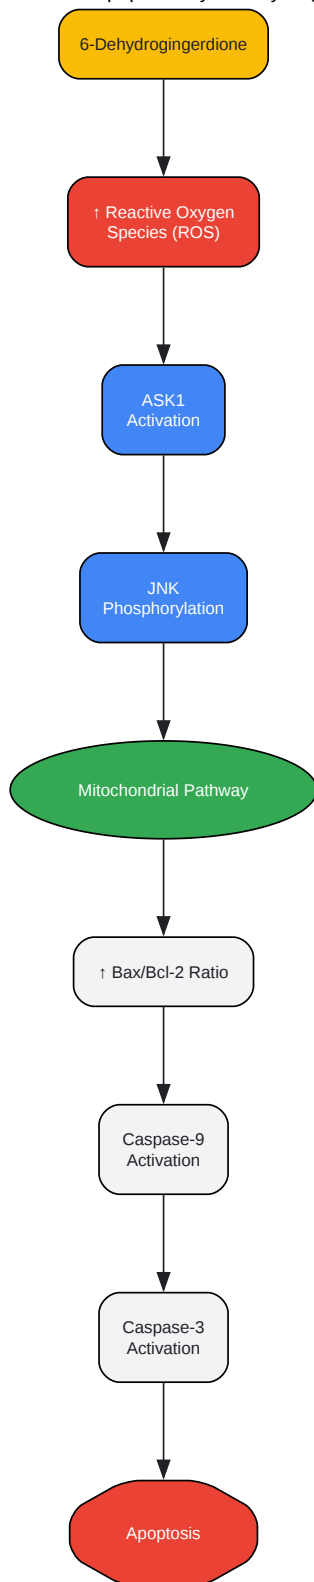 6-Dehydrogingerdione
↑ Reactive Oxygen
Species (ROS)
ASK1
Activation
JNK
Phosphorylation
Mitochondrial Pathway
↑ Bax/Bcl-2 Ratio
Caspase-9
Activation
Caspase-3
Activation
Apoptosis